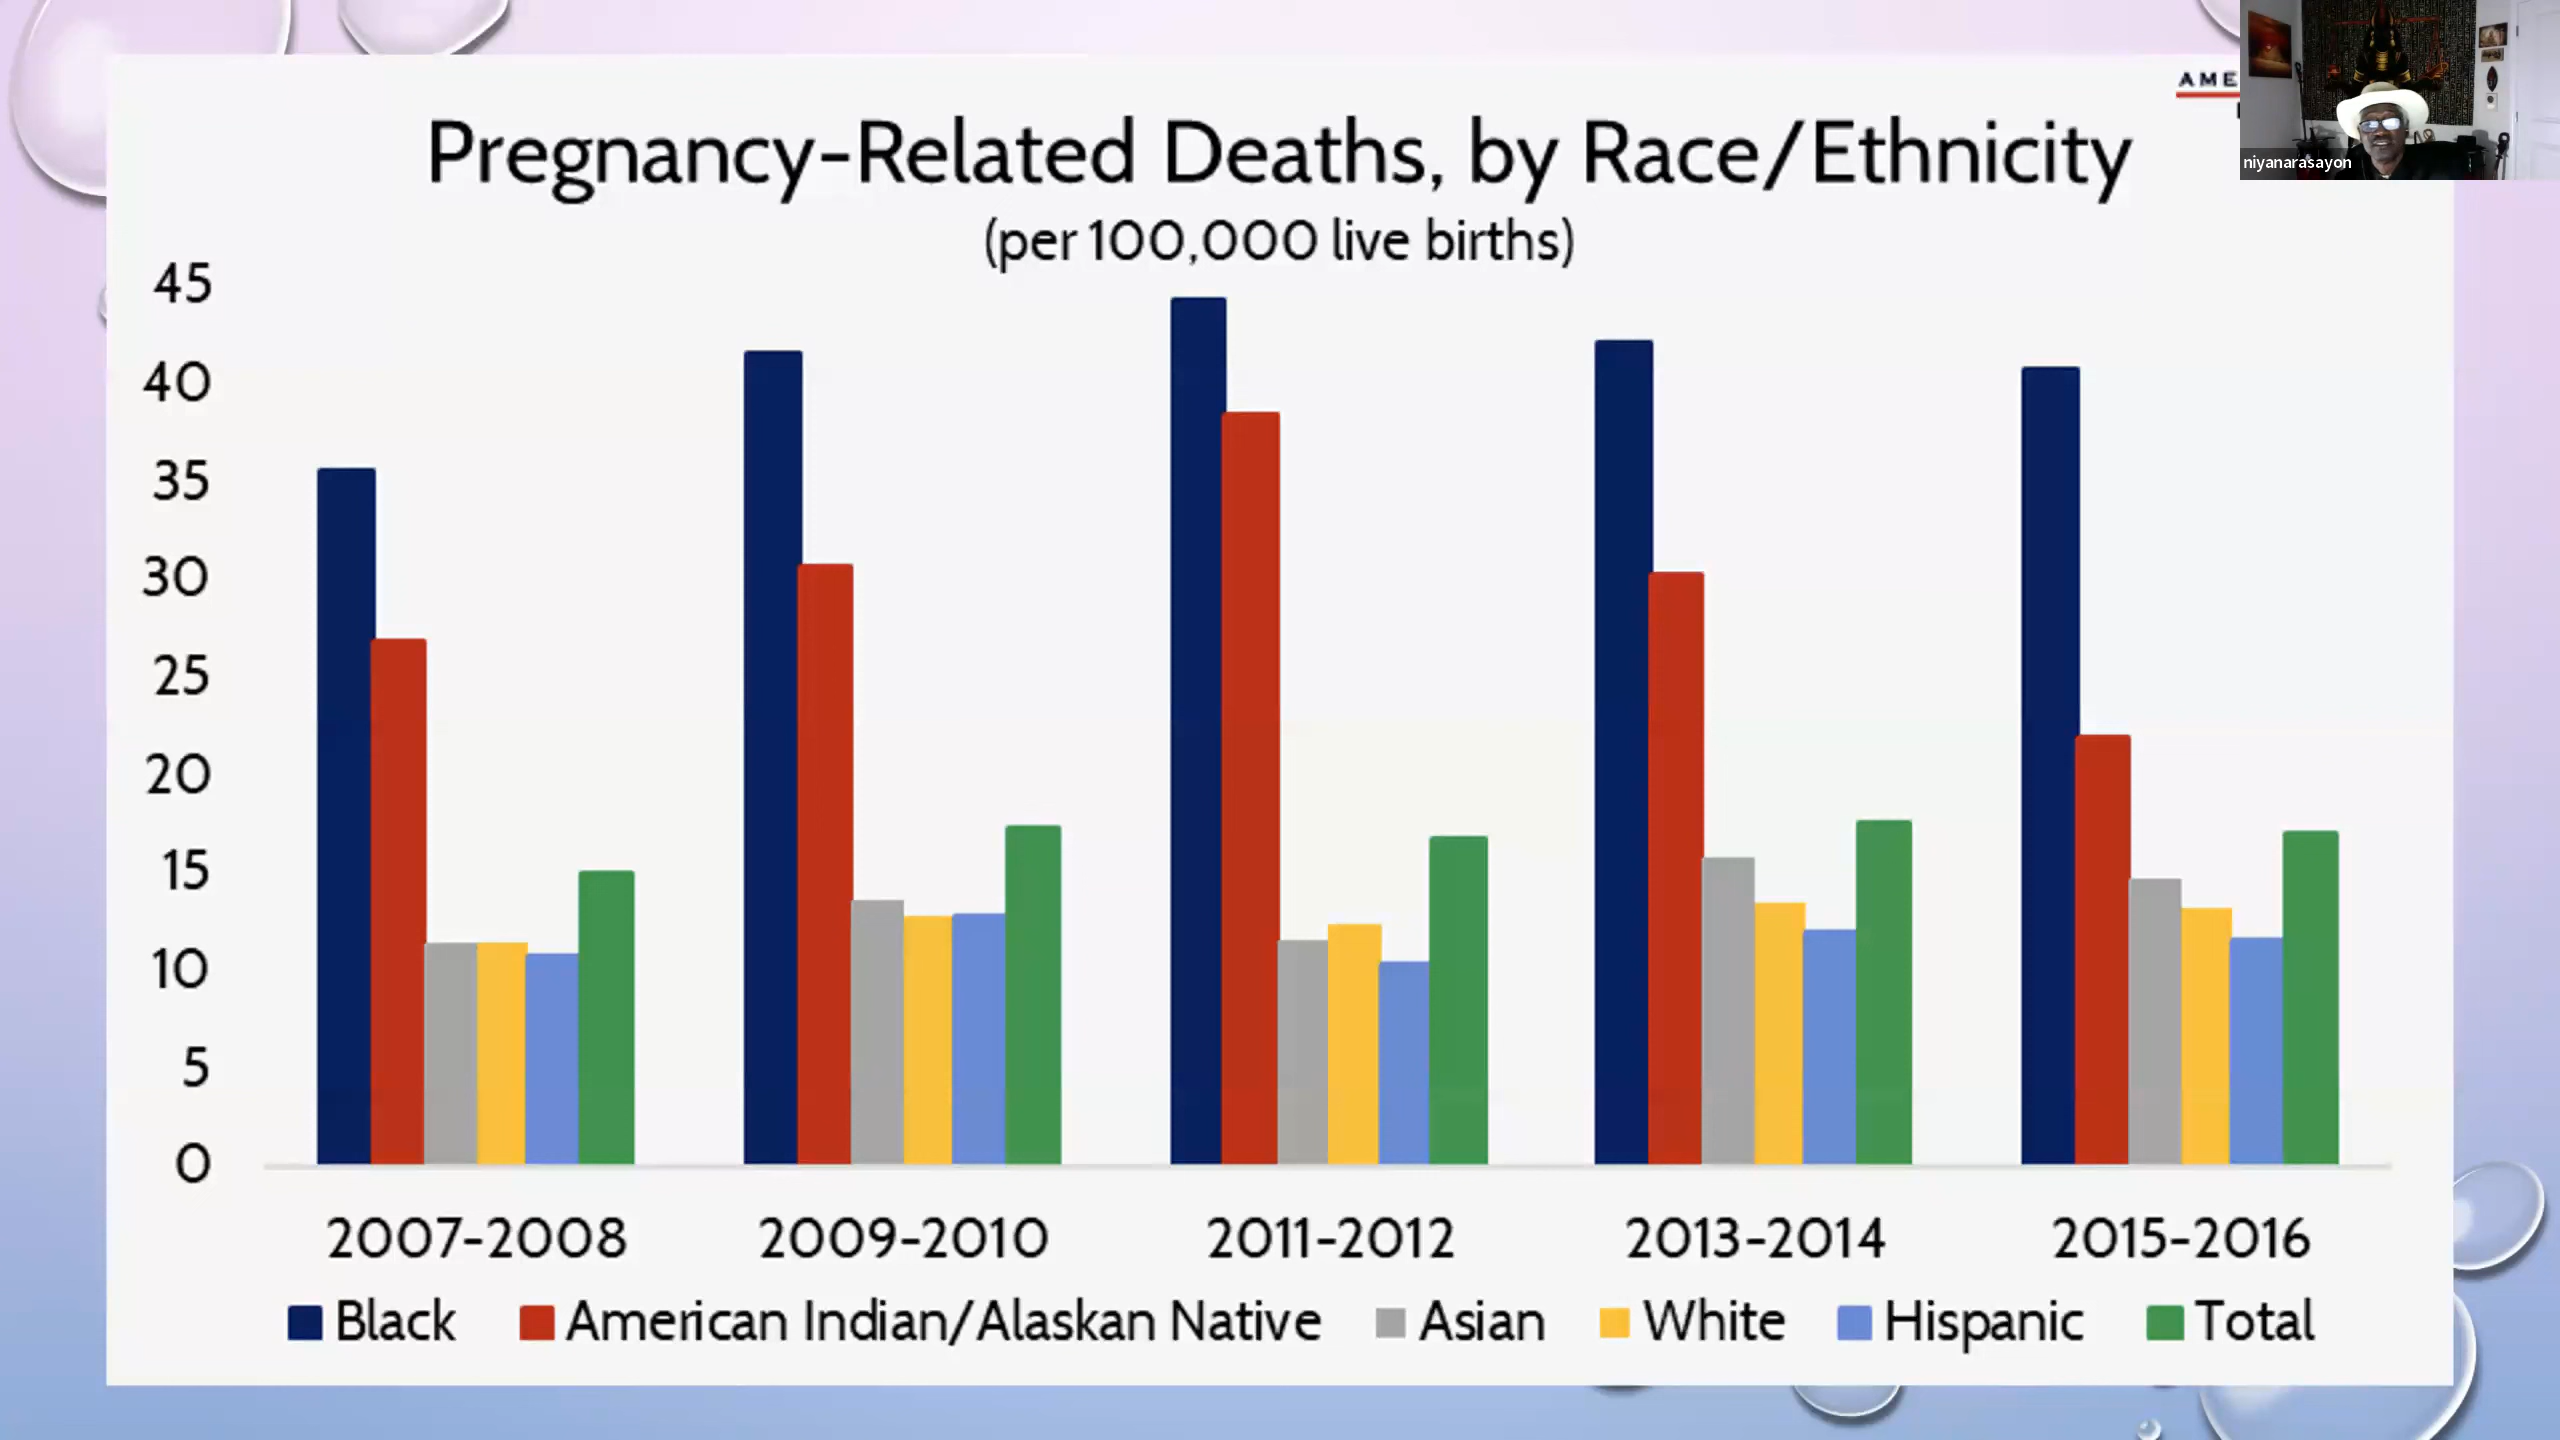 AME
niyanarasayon
Pregnancy-Related Deaths, by Race/Ethnicity
(per 100,000 live births)
45
40
35
30
25
20
15
10
5
0
2007-2008 2009-2010 2011-2012 2013-2014 2015-2016
Black American Indian/Alaskan Native Asian White Hispanic Total